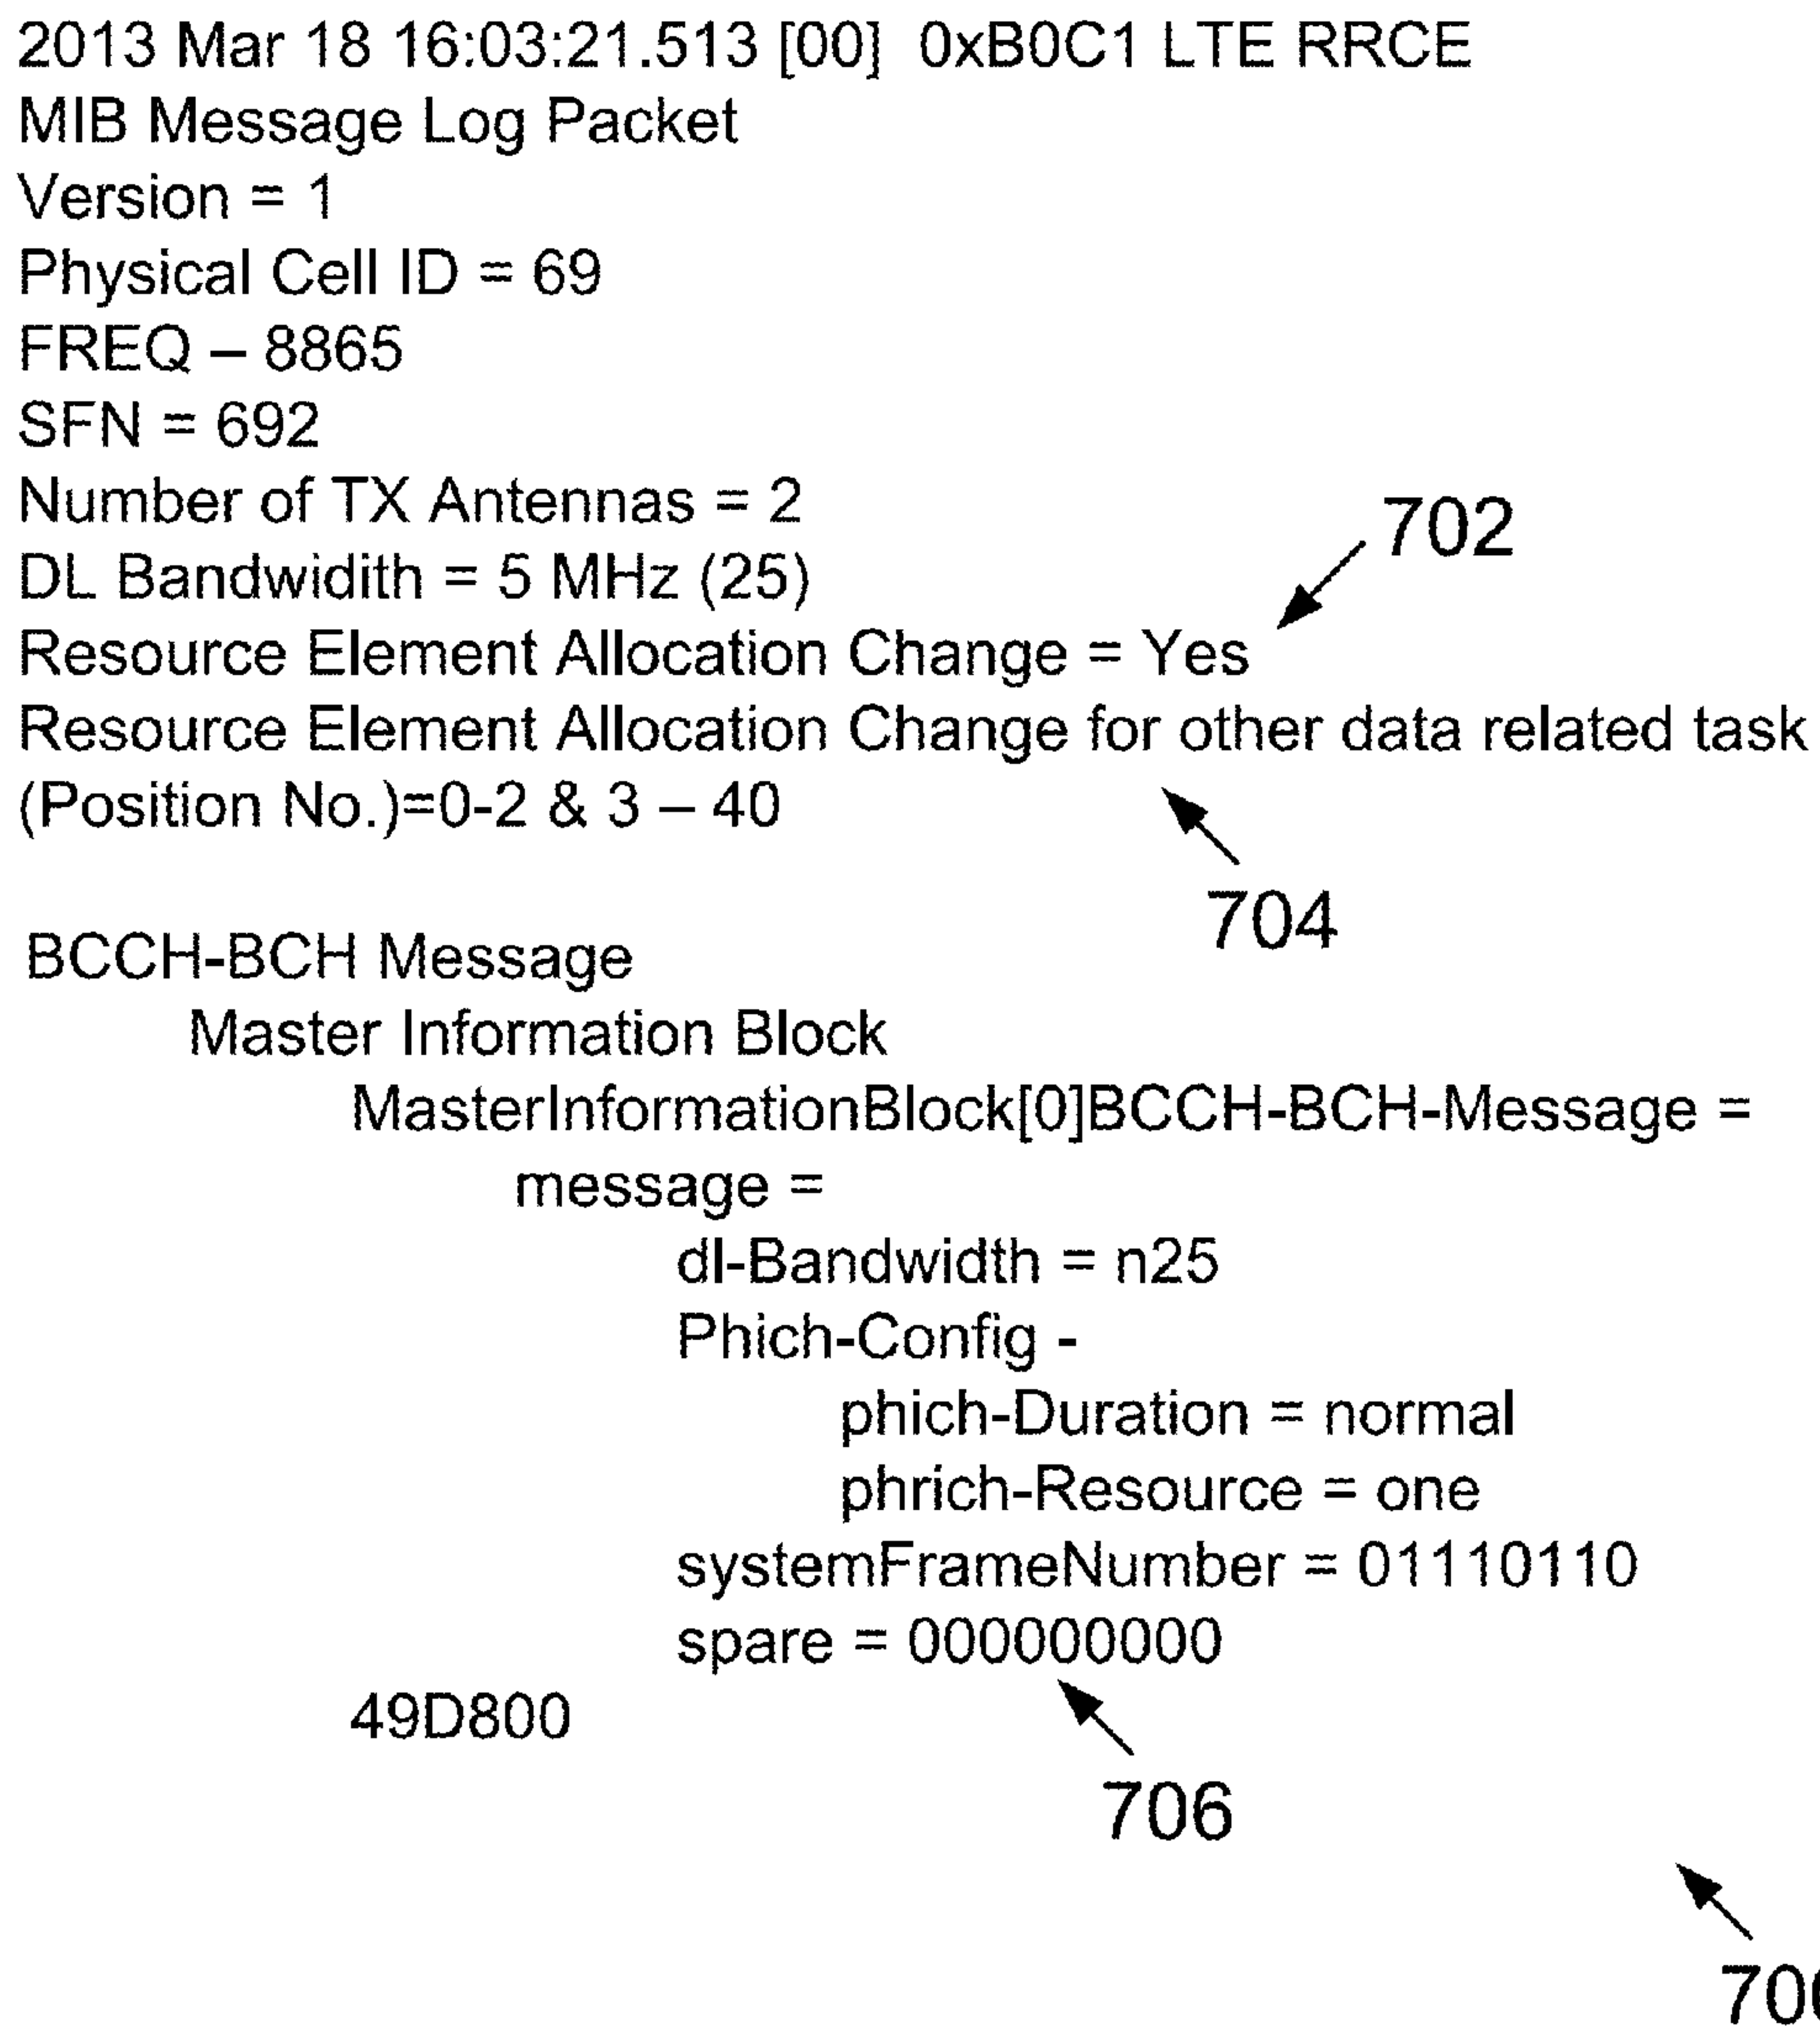 2013 Mar 18 16:03:21.513 [00]  0xB0C1 LTE RRCE
MIB Message Log Packet
Version = 1
Physical Cell ID = 69
FREQ – 8865
SFN = 692
Number of TX Antennas = 2
702
DL Bandwidith = 5 MHz (25)
Resource Element Allocation Change = Yes
Resource Element Allocation Change for other data related task
(Position No.)=0-2 & 3 – 40
704
BCCH-BCH Message
Master Information Block
MasterInformationBlock[0]BCCH-BCH-Message =
message =
dl-Bandwidth = n25
Phich-Config -
phich-Duration = normal
phrich-Resource = one
systemFrameNumber = 01110110
spare = 000000000
49D800
706